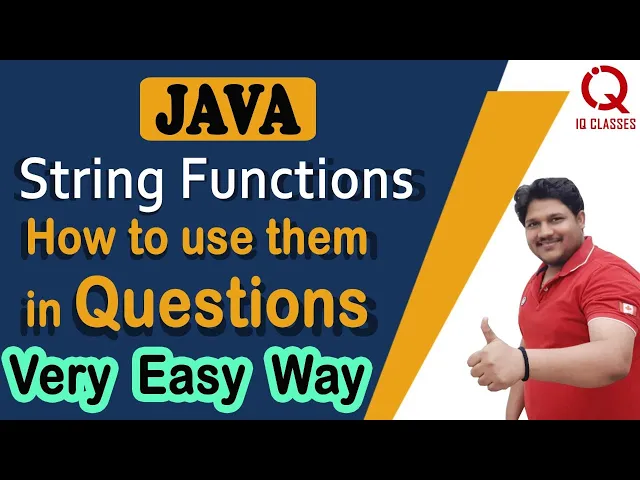 JAVA
String Functions
How to use them
in Questions
Very Easy Way
IQ CLASSES